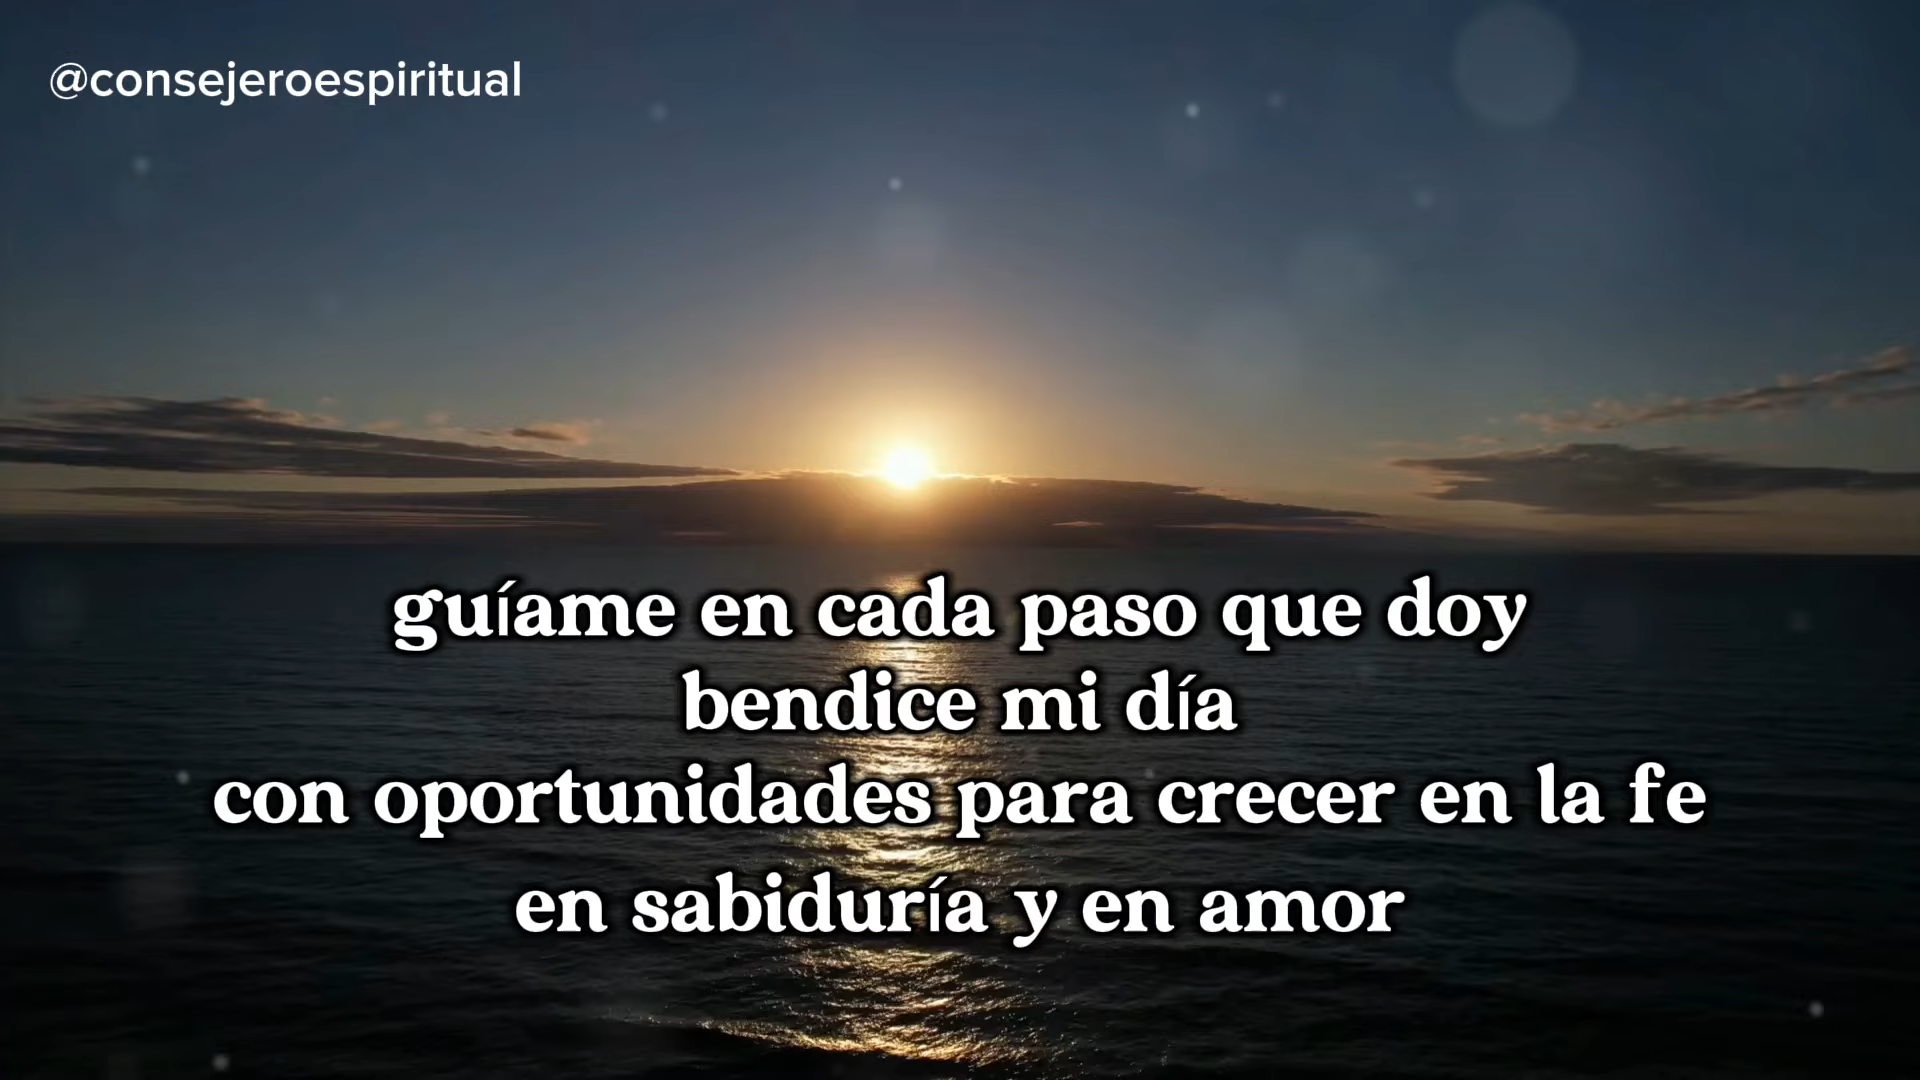 @consejeroespiritual
guíame en cada paso que doy
bendice mi día
con oportunidades para crecer en la fe
en sabiduría y en amor